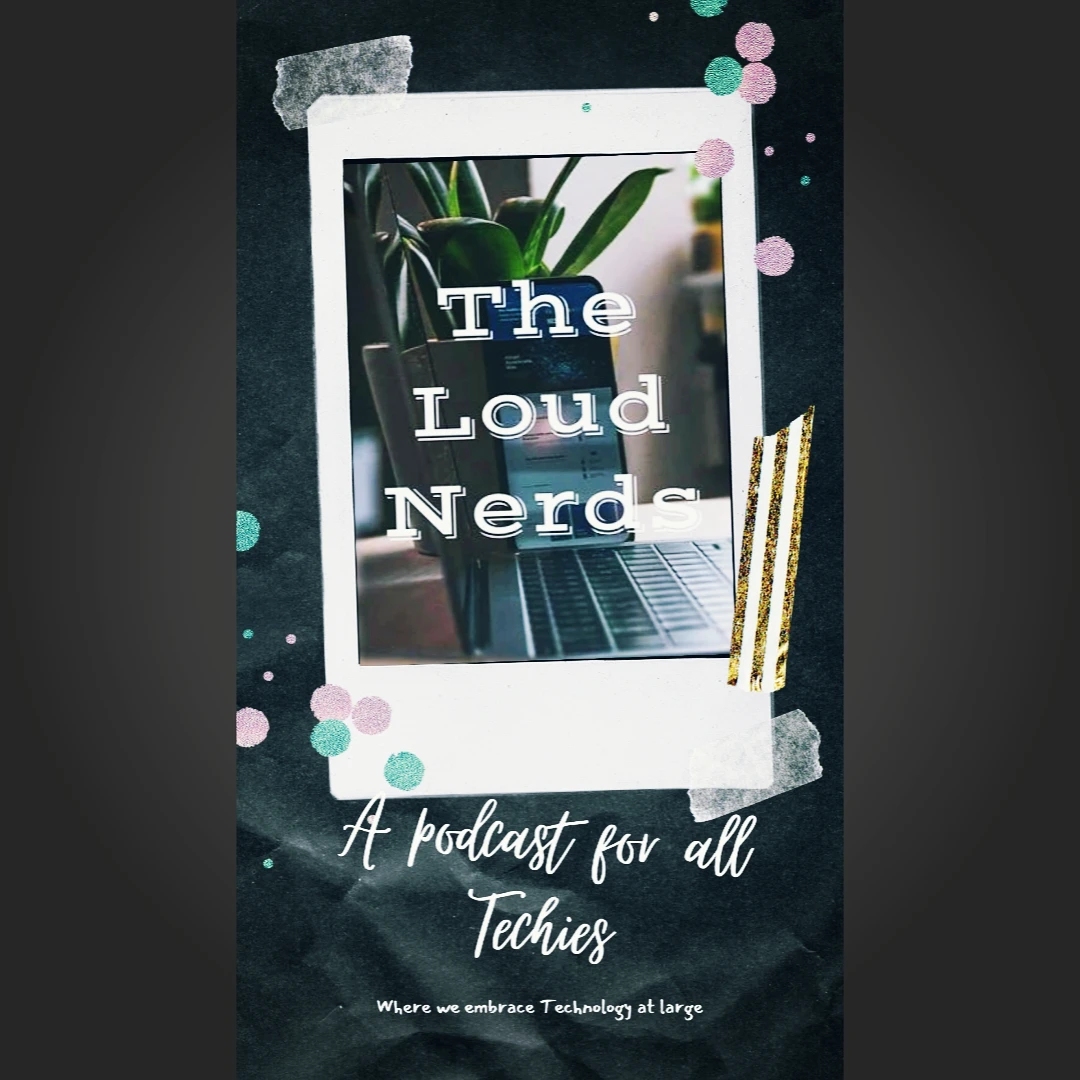 The
Loud
Nerds
A podcast for all
Techies
Where we embrace Technology at large